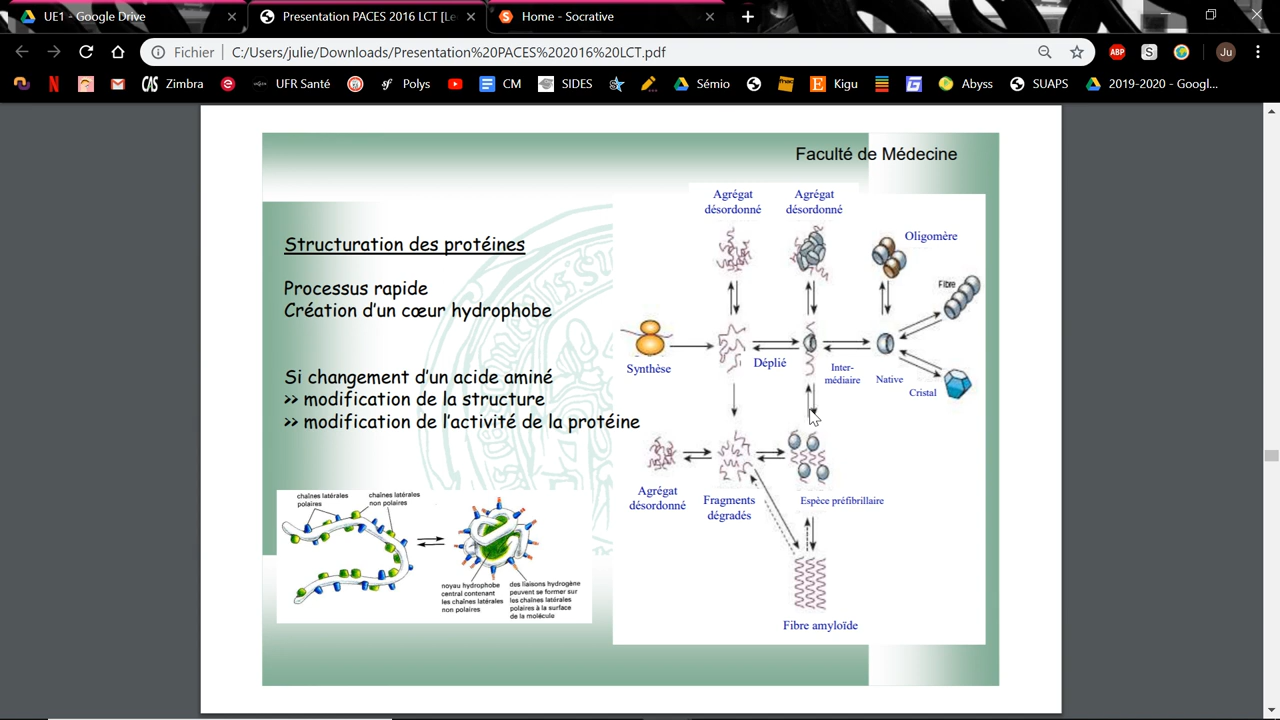 UE1 - Google Drive
Presentation PACES 2016 LCT [Le
Home - Socrative
Fichier
C:/Users/julie/Downloads/Presentation%20PACES%202016%20LCT.pdf
ABP
S
Ju
N
CAS Zimbra
UFR Santé
Polys
CM
SIDES
Sémio
fnac
E Kigu
Abyss
SUAPS
2019-2020 - Googl...
Faculté de Médecine
Structuration des protéines
Processus rapide
Création d'un cœur hydrophobe
Si changement d'un acide aminé
>> modification de la structure
>> modification de l'activité de la protéine
chaînes latérales
polaires
chaînes latérales
non polaires
noyau hydrophobe
central contenant
les chaînes latérales
non polaires
des liaisons hydrogène
peuvent se former sur
les chaînes latérales
polaires à la surface
de la molécule
Agrégat
désordonné
Agrégat
désordonné
Oligomère
Fibre
Synthèse
Déplié
Inter-
médiaire
Native
Cristal
Agrégat
désordonné
Fragments
dégradés
Espèce préfibrillaire
Fibre amyloïde